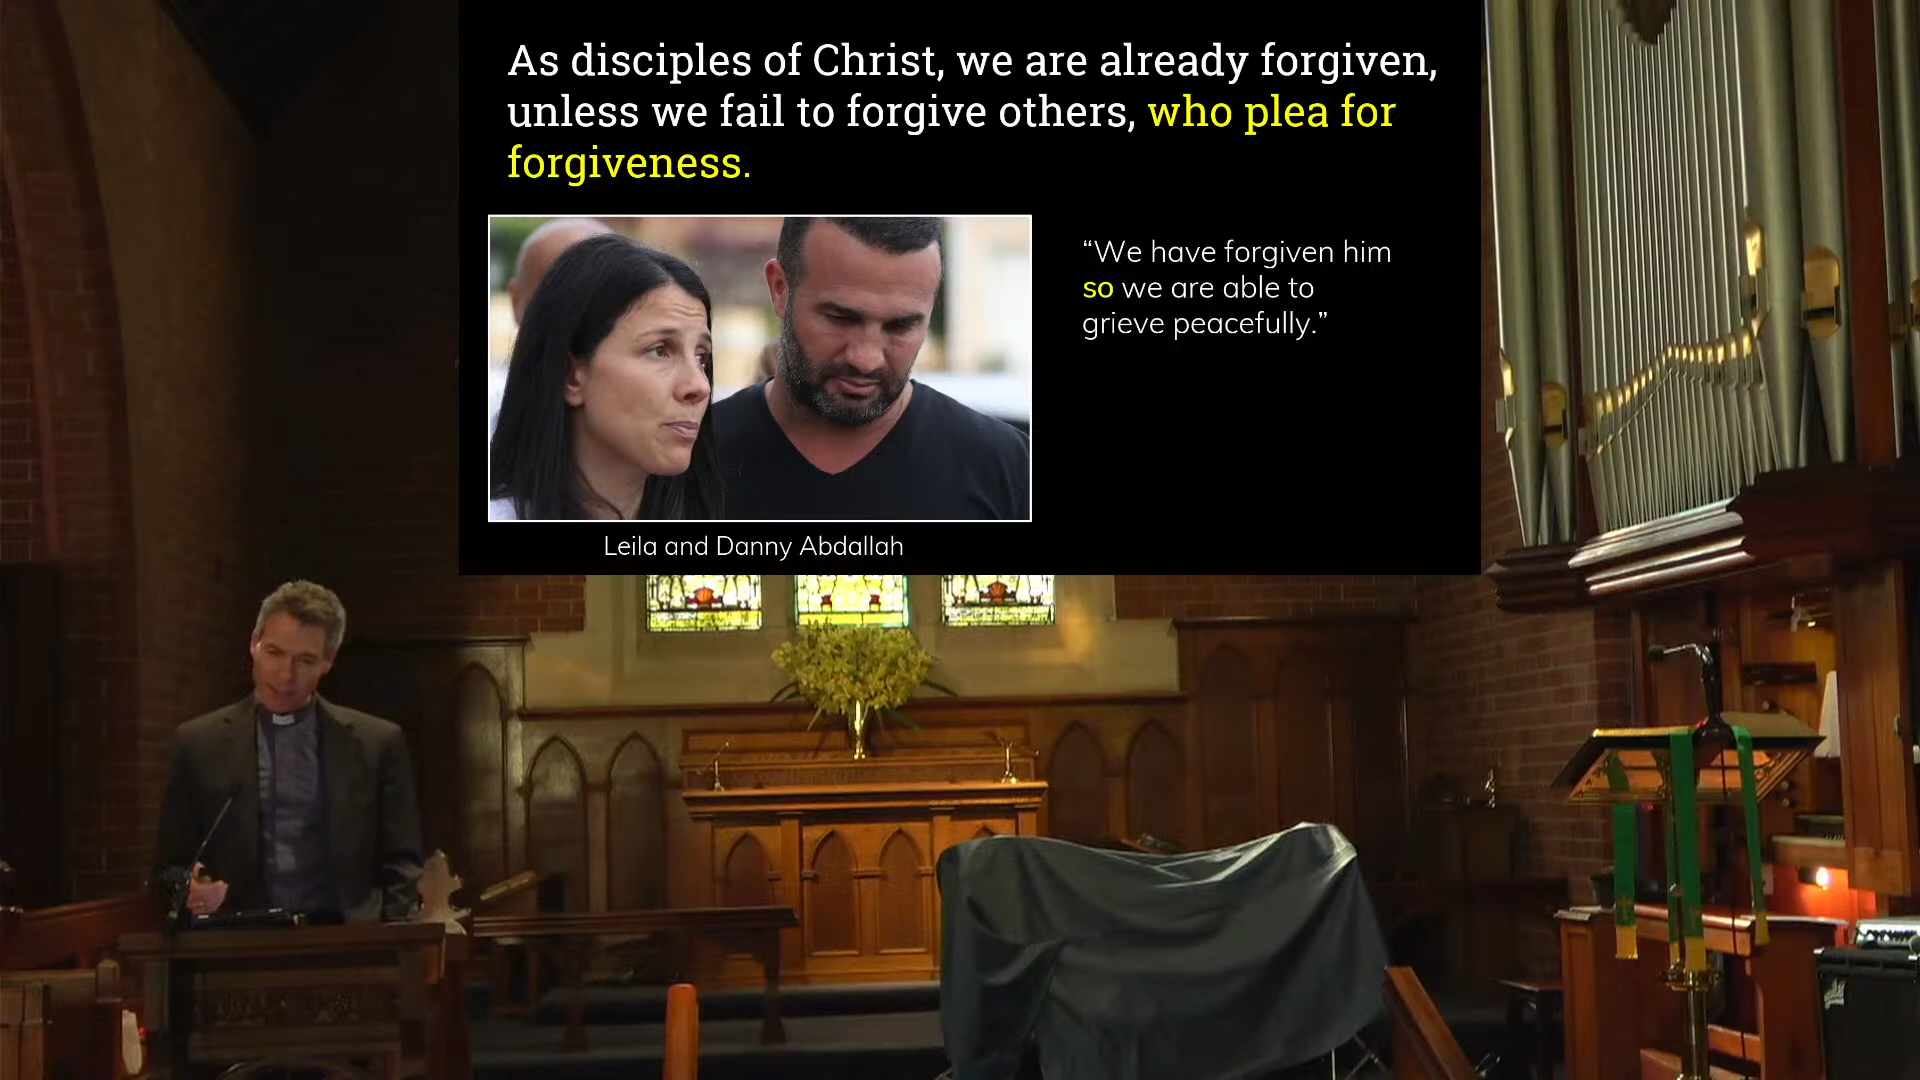 As disciples of Christ, we are already forgiven,
unless we fail to forgive others, who plea for
forgiveness.
“We have forgiven him
so we are able to
grieve peacefully.”
Leila and Danny Abdallah